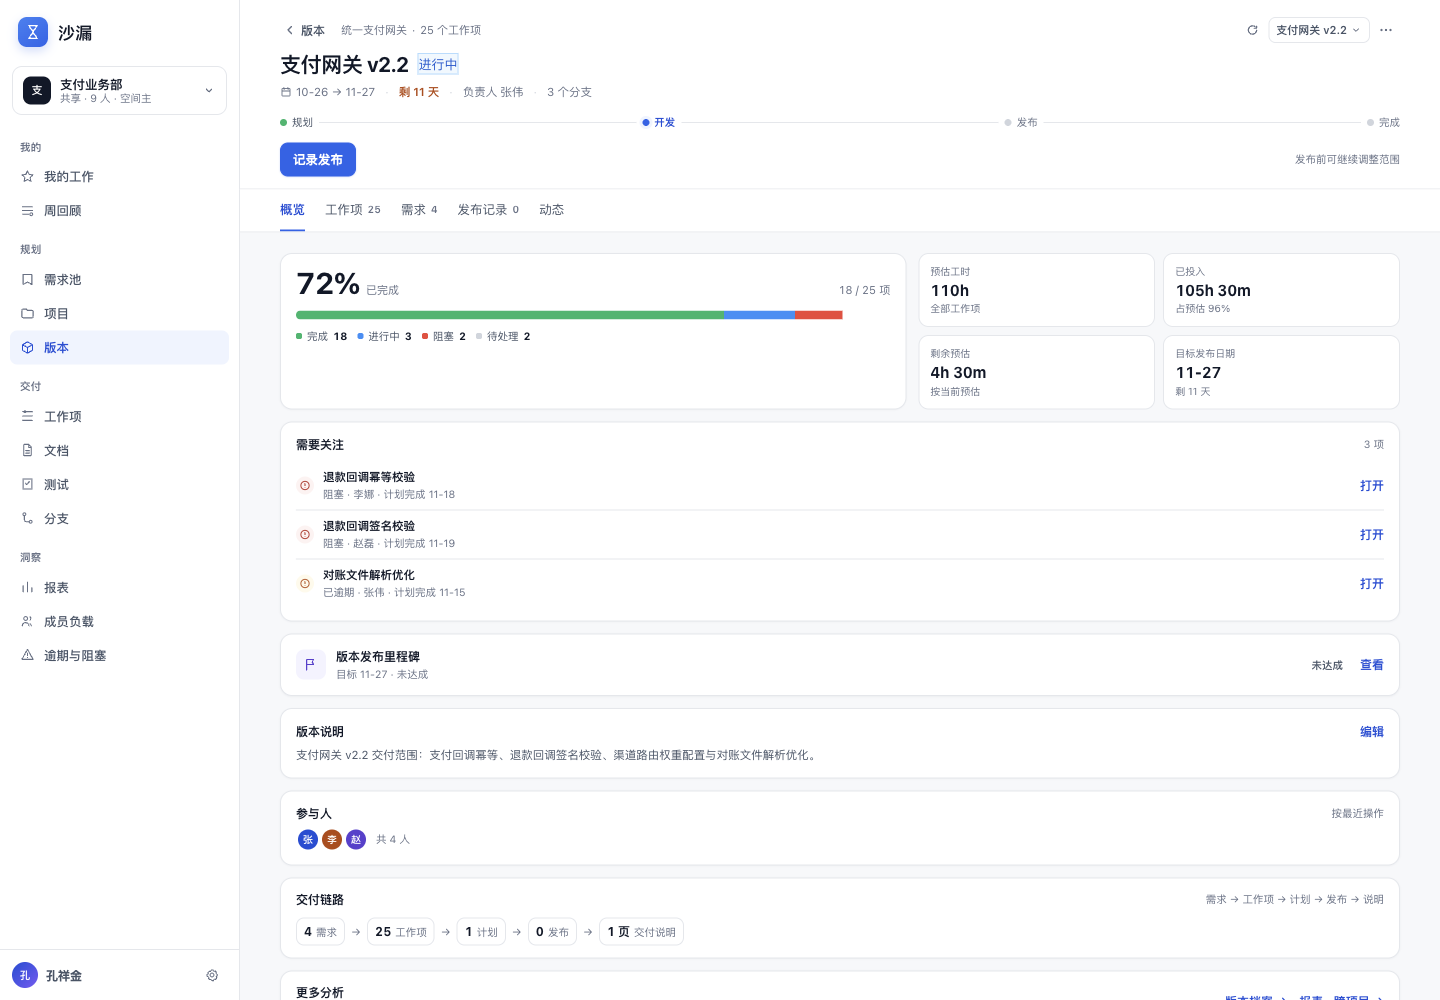 沙漏
支
支付业务部
共享 · 9 人 · 空间主
我的
我的工作
周回顾
规划
需求池
项目
版本
交付
工作项
文档
测试
分支
洞察
报表
成员负载
逾期与阻塞
孔
孔祥金
版本
统一支付网关 · 25 个工作项
支付网关 v2.2
支付网关 v2.2 进行中
10-26 → 11-27 · 剩 11 天 · 负责人 张伟 · 3 个分支
规划
开发
发布
完成
记录发布
发布前可继续调整范围
概览
工作项 25
需求 4
发布记录 0
动态
72% 已完成
18 / 25 项
完成 18 进行中 3 阻塞 2 待处理 2
预估工时
110h
全部工作项
已投入
105h 30m
占预估 96%
剩余预估
4h 30m
按当前预估
目标发布日期
11-27
剩 11 天
需要关注
3 项
退款回调幂等校验
阻塞 · 李娜 · 计划完成 11-18
打开
退款回调签名校验
阻塞 · 赵磊 · 计划完成 11-19
打开
对账文件解析优化
已逾期 · 张伟 · 计划完成 11-15
打开
版本发布里程碑
目标 11-27 · 未达成
未达成
查看
版本说明
编辑
支付网关 v2.2 交付范围：支付回调幂等、退款回调签名校验、渠道路由权重配置与对账文件解析优化。
参与人
按最近操作
张 李 赵 共 4 人
交付链路
需求 → 工作项 → 计划 → 发布 → 说明
4 需求 → 25 工作项 → 1 计划 → 0 发布 → 1 页 交付说明
更多分析